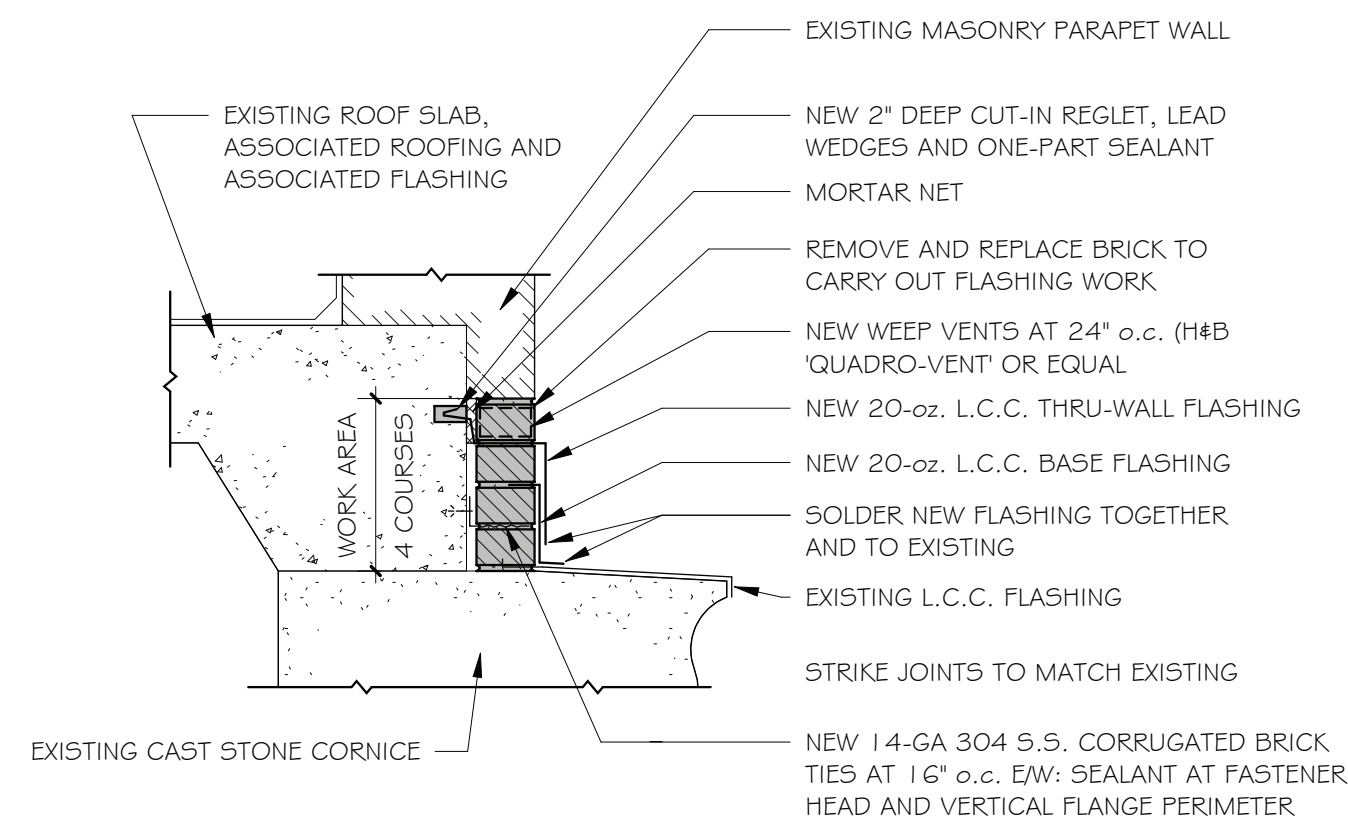 EXISTING MASONRY PARAPET WALL
EXISTING ROOF SLAB,
ASSOCIATED ROOFING AND
ASSOCIATED FLASHING
NEW 2" DEEP CUT-IN REGLET, LEAD
WEDGES AND ONE-PART SEALANT
MORTAR NET
REMOVE AND REPLACE BRICK TO
CARRY OUT FLASHING WORK
NEW WEEP VENTS AT 24" o.c. (H&B
'QUADRO-VENT' OR EQUAL
NEW 20-oz. L.C.C. THRU-WALL FLASHING
NEW 20-oz. L.C.C. BASE FLASHING
SOLDER NEW FLASHING TOGETHER
AND TO EXISTING
EXISTING L.C.C. FLASHING
STRIKE JOINTS TO MATCH EXISTING
NEW 14-GA 304 S.S. CORRUGATED BRICK
TIES AT 16" o.c. E/W: SEALANT AT FASTENER
HEAD AND VERTICAL FLANGE PERIMETER
WORK AREA
4 COURSES
EXISTING CAST STONE CORNICE